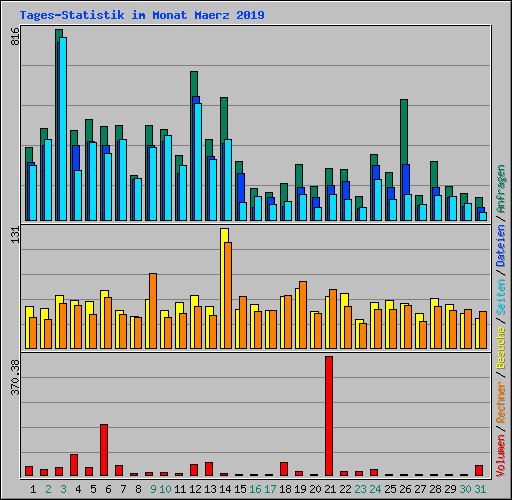 Tages-Statistik im Monat Maerz 2019
816
131
370.38
Volumen / Rechner / Besuche / Seiten / Dateien / Anfragen
1 2 3 4 5 6 7 8 9 10 11 12 13 14 15 16 17 18 19 20 21 22 23 24 25 26 27 28 29 30 31